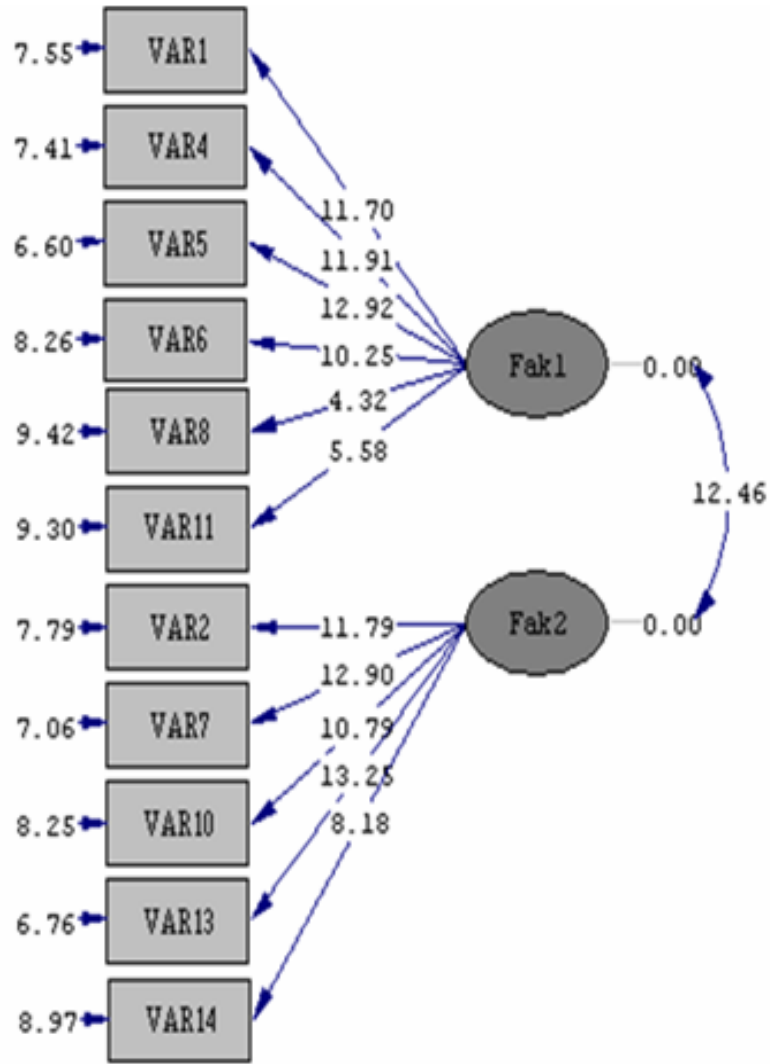 7.55 VAR1
7.41 VAR4
11.70
6.60 VAR5
11.91
12.92
8.26 VAR6
10.25
Fak1 0.00
4.32
9.42 VAR8
5.58
12.46
9.30 VAR11
7.79 VAR2
11.79
Fak2 0.00
12.90
7.06 VAR7
10.79
13.25
8.25 VAR10
8.18
6.76 VAR13
8.97 VAR14